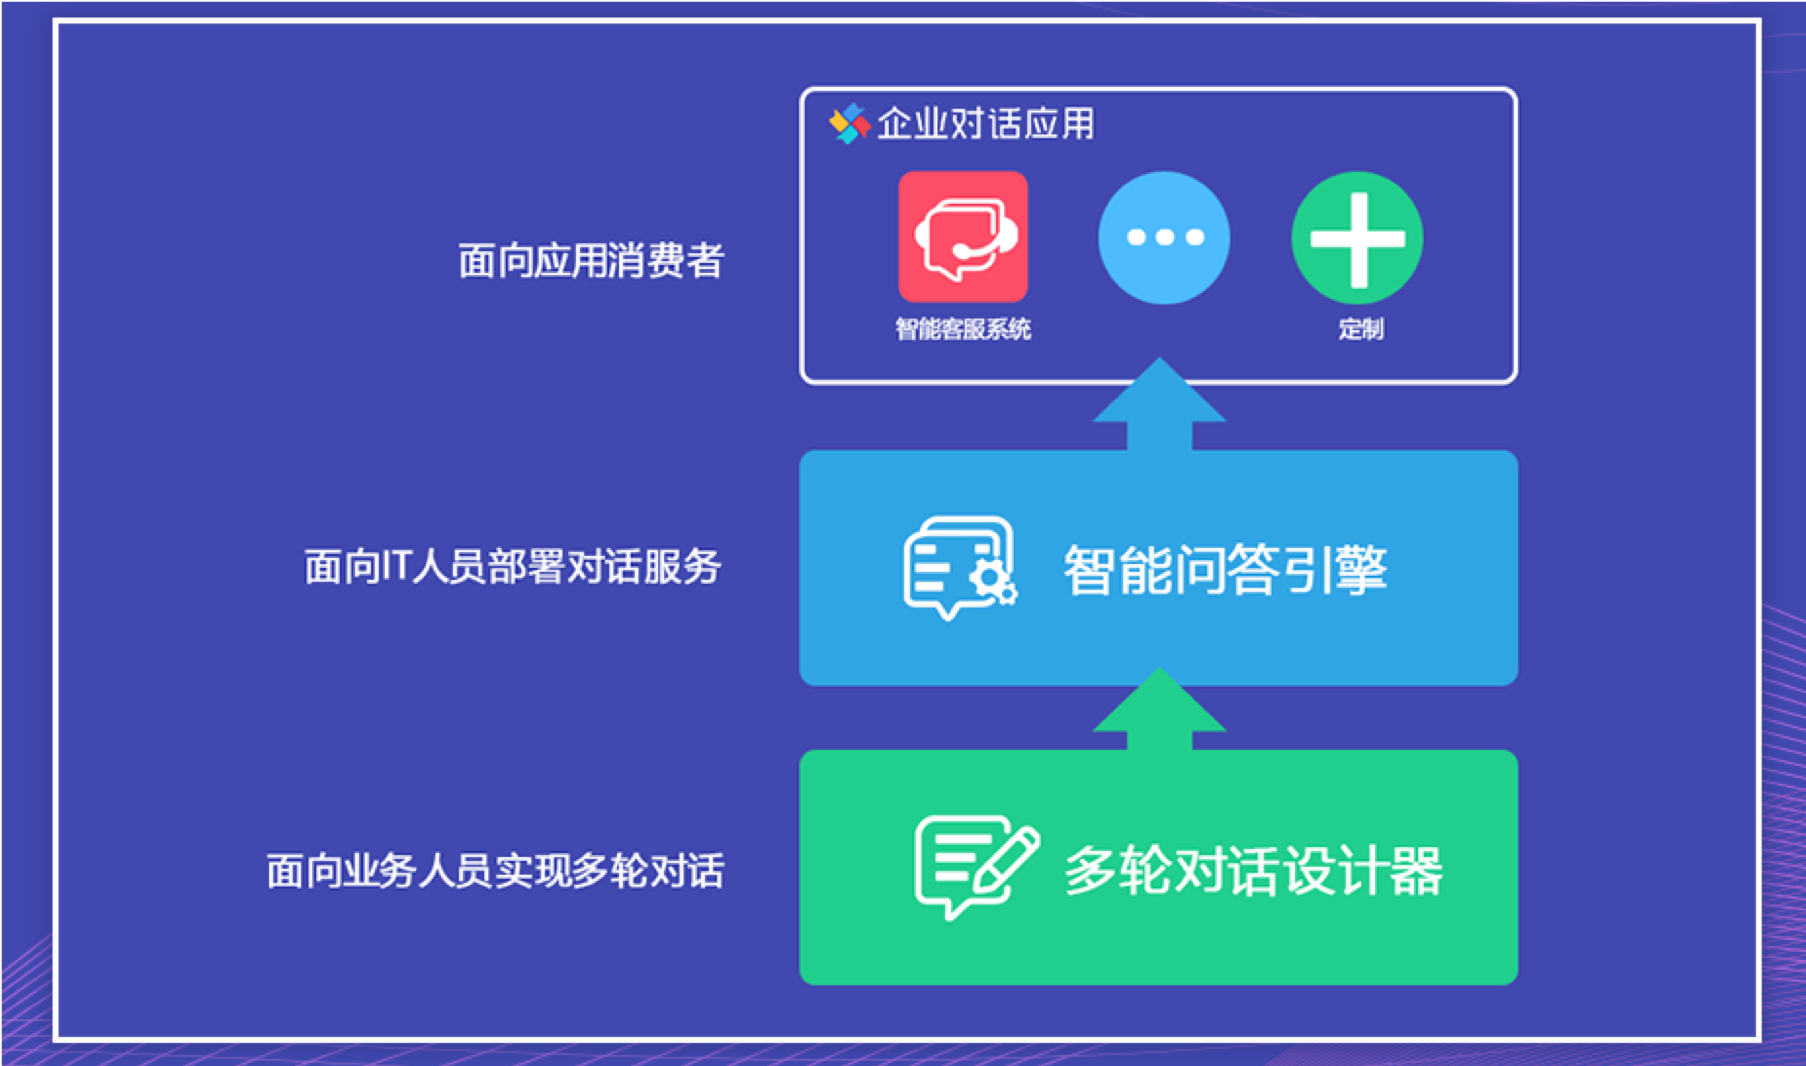 企业对话应用
面向应用消费者
智能客服系统
定制
面向IT人员部署对话服务
智能问答引擎
面向业务人员实现多轮对话
多轮对话设计器